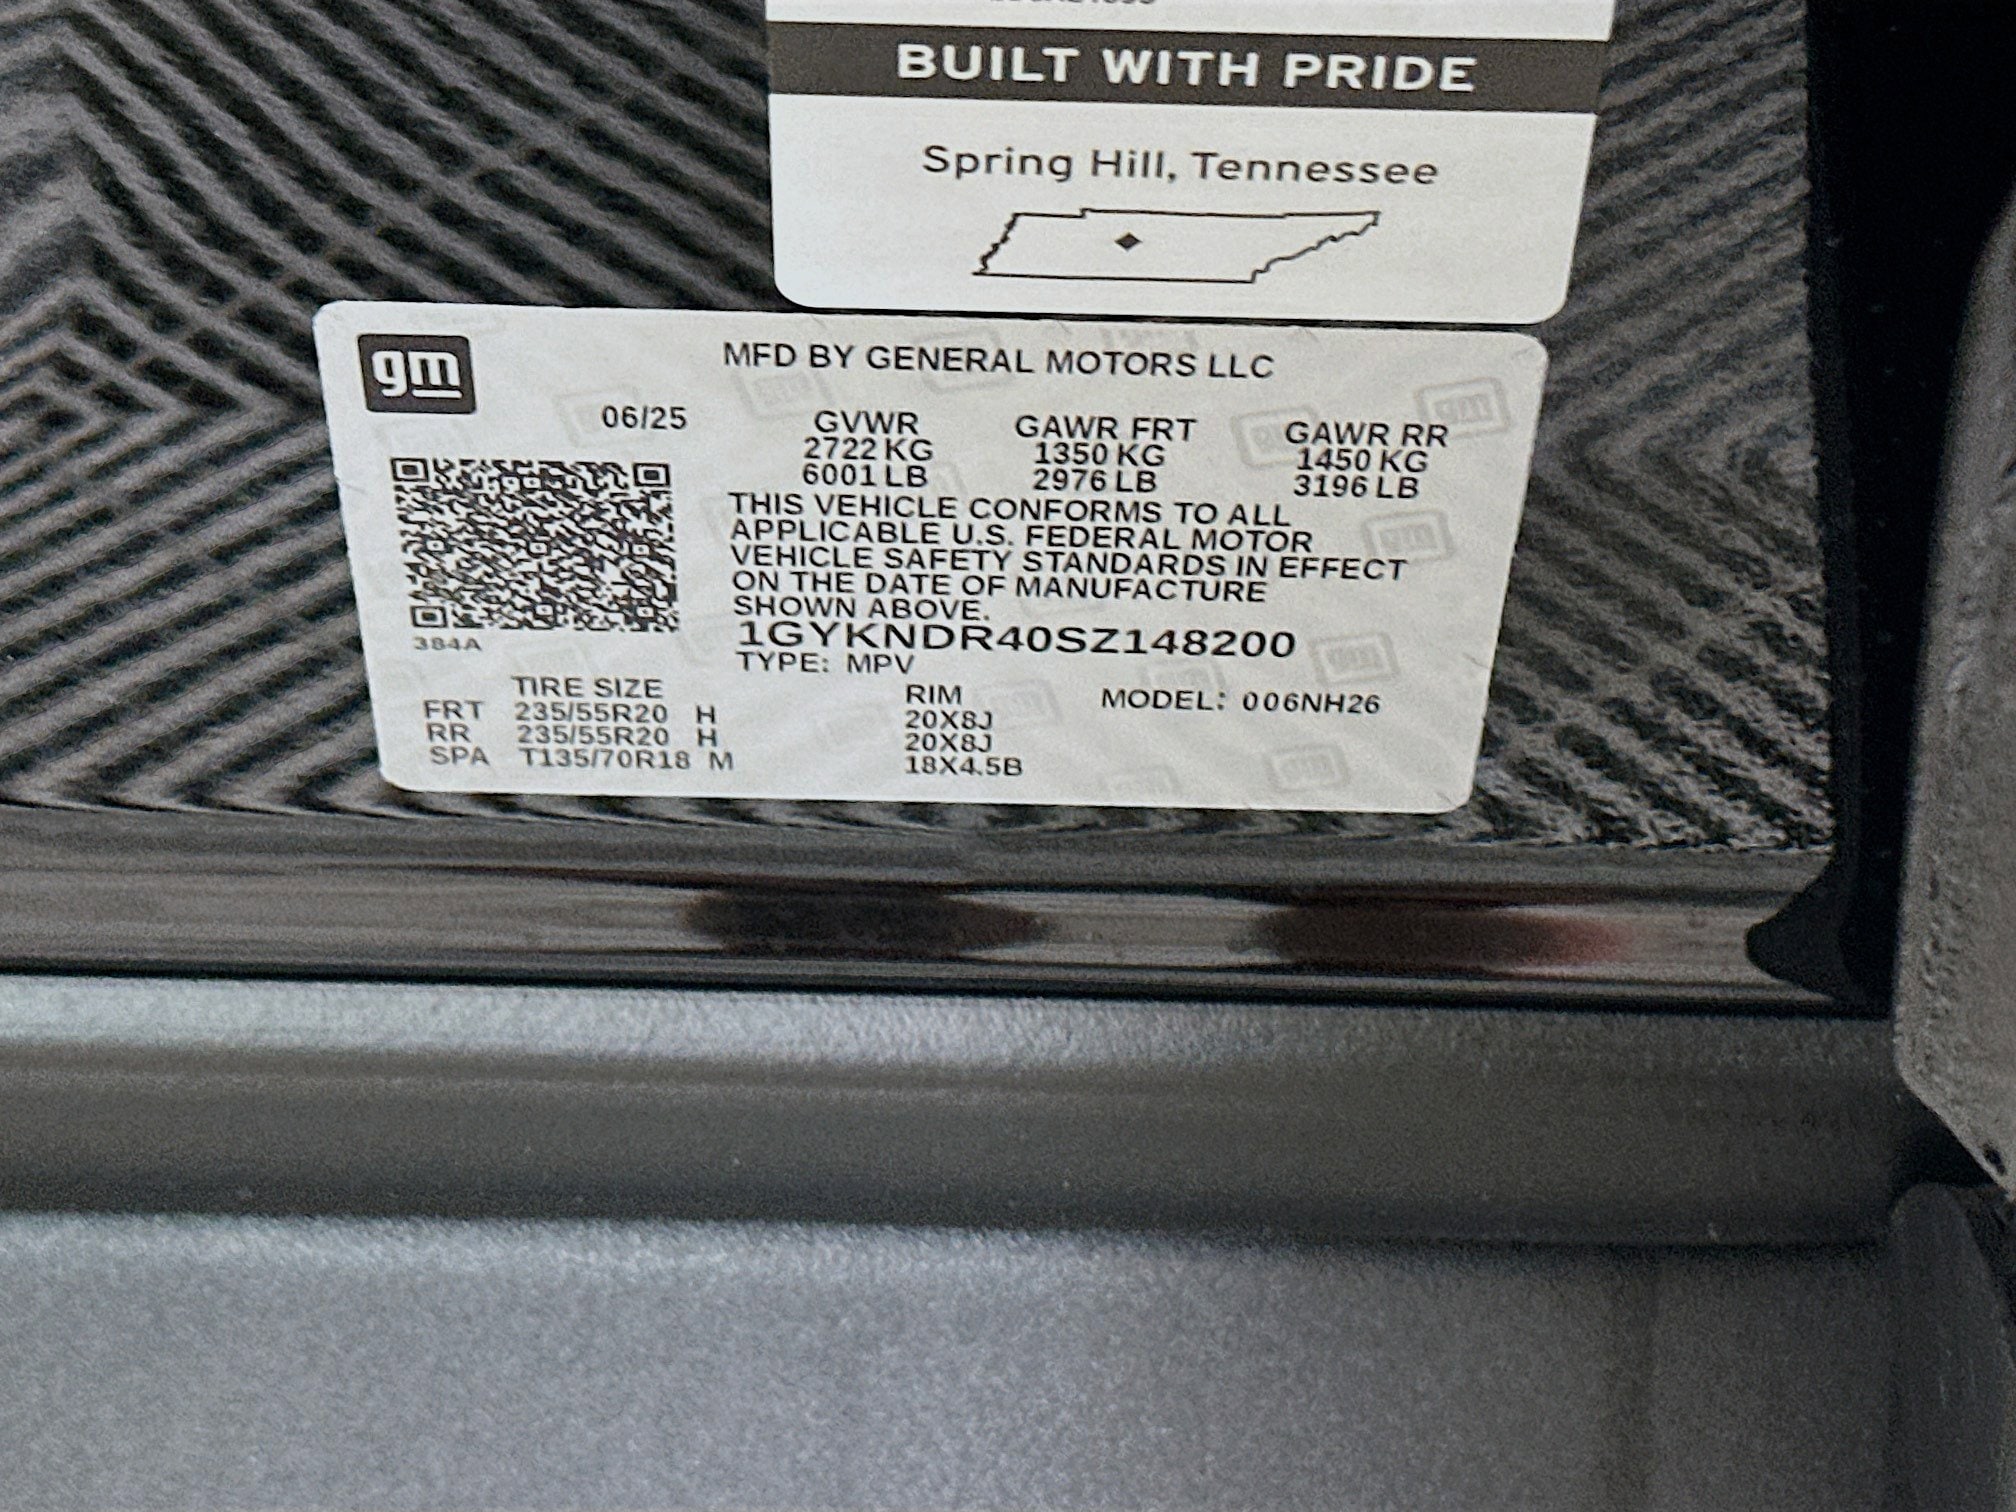 BUILT WITH PRIDE
Spring Hill, Tennessee
gm
MFD BY GENERAL MOTORS LLC
06/25
GVWR GAWR FRT GAWR RR
2722 KG 1350 KG 1450 KG
6001 LB 2976 LB 3196 LB
THIS VEHICLE CONFORMS TO ALL
APPLICABLE U.S. FEDERAL MOTOR
VEHICLE SAFETY STANDARDS IN EFFECT
ON THE DATE OF MANUFACTURE
SHOWN ABOVE.
384A
1GYKNDR40SZ148200
TYPE: MPV
TIRE SIZE RIM MODEL: 006NH26
FRT 235/55R20 H 20X8J
RR 235/55R20 H 20X8J
SPA T135/70R18 M 18X4.5B